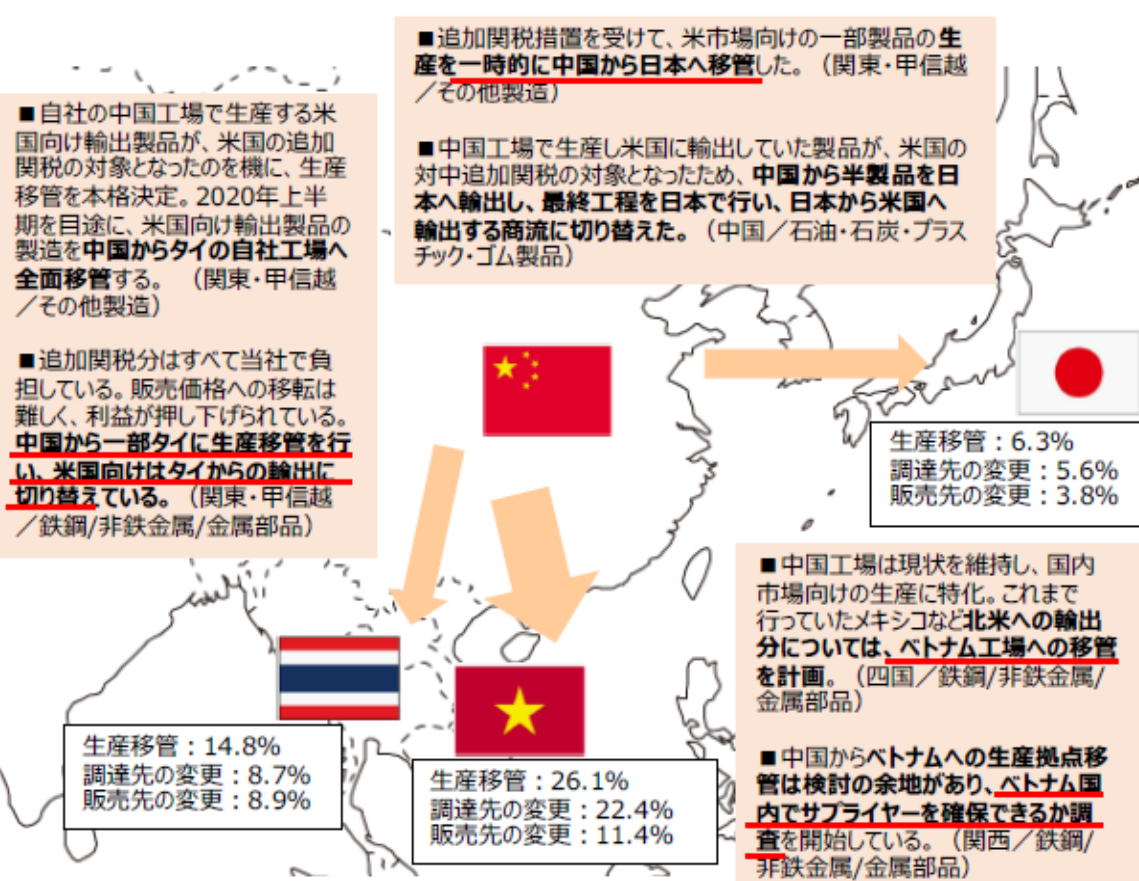 ■追加関税措置を受けて、米市場向けの一部製品の生
産を一時的に中国から日本へ移管した。（関東・甲信越
／その他製造）
■中国工場で生産し米国に輸出していた製品が、米国の
対中追加関税の対象となったため、中国から半製品を日
本へ輸出し、最終工程を日本で行い、日本から米国へ
輸出する商流に切り替えた。（中国／石油・石炭・プラス
チック・ゴム製品）
■自社の中国工場で生産する米
国向け輸出製品が、米国の追加
関税の対象となったのを機に、生産
移管を本格決定。2020年上半
期を目途に、米国向け輸出製品の
製造を中国からタイの自社工場へ
全面移管する。（関東・甲信越
／その他製造）
■追加関税分はすべて当社で負
担している。販売価格への移転は
難しく、利益が押し下げられている。
中国から一部タイに生産移管を行
い、米国向けはタイからの輸出に
切り替えている。（関東・甲信越
／鉄鋼/非鉄金属/金属部品）
生産移管：6.3%
調達先の変更：5.6%
販売先の変更：3.8%
■中国工場は現状を維持し、国内
市場向けの生産に特化。これまで
行っていたメキシコなど北米への輸出
分については、ベトナム工場への移管
を計画。（四国／鉄鋼/非鉄金属/
金属部品）
■中国からベトナムへの生産拠点移
管は検討の余地があり、ベトナム国
内でサプライヤーを確保できるか調
査を開始している。（関西／鉄鋼/
非鉄金属/金属部品）
生産移管：14.8%
調達先の変更：8.7%
販売先の変更：8.9%
生産移管：26.1%
調達先の変更：22.4%
販売先の変更：11.4%